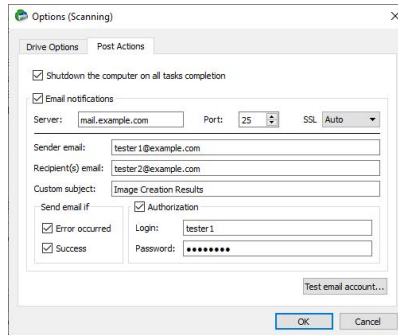 Options (Scanning)
Drive Options Post Actions
Shutdown the computer on all tasks completion
Email notifications
Server: mail.example.com Port: 25 SSL Auto
Sender email: tester1@example.com
Recipient(s) email: tester2@example.com
Custom subject: Image Creation Results
Send email if Authorization
Error occurred Login: tester1
Success Password: ●●●●●●●●
Test email account...
OK Cancel